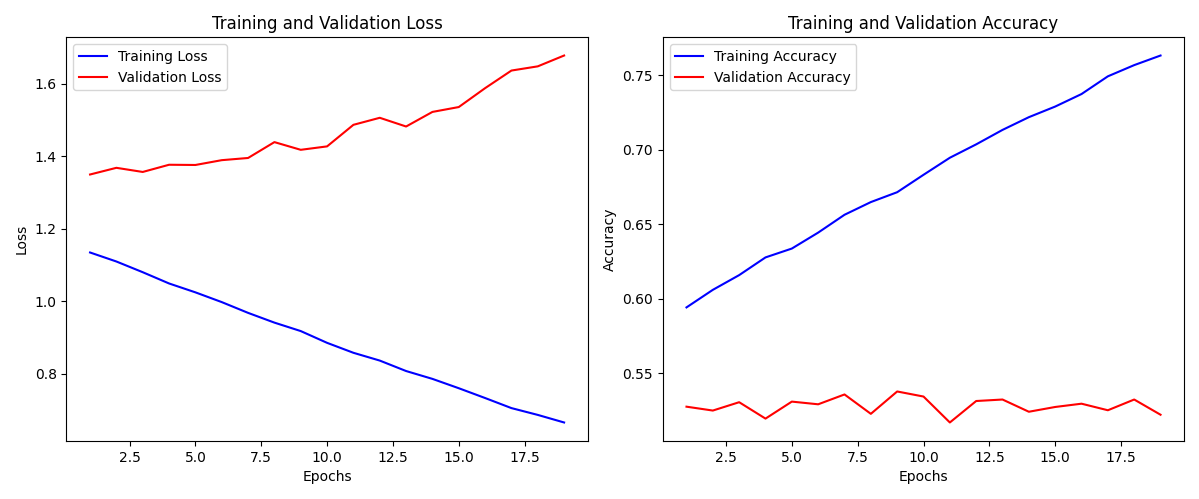 Training and Validation Loss
Training Loss
Validation Loss
1.6
1.4
1.2
1.0
0.8
Loss
2.5 5.0 7.5 10.0 12.5 15.0 17.5
Epochs
Training and Validation Accuracy
Training Accuracy
Validation Accuracy
0.75
0.70
0.65
0.60
0.55
Accuracy
2.5 5.0 7.5 10.0 12.5 15.0 17.5
Epochs